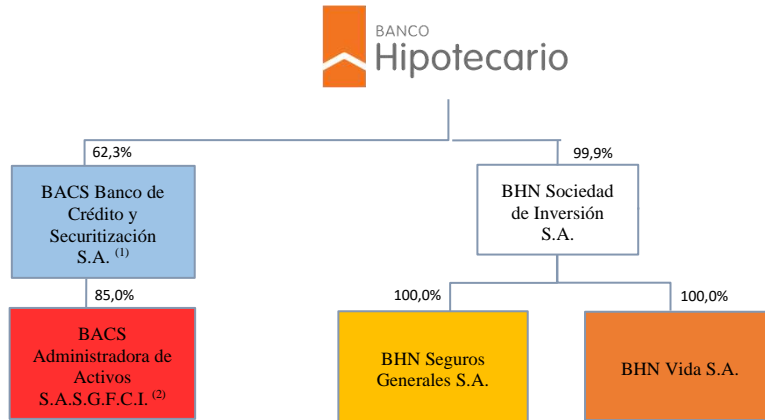 BANCO
Hipotecario
62,3%
99,9%
BACS Banco de
Crédito y
Securitización
S.A. (1)
BHN Sociedad
de Inversión
S.A.
85,0%
100,0%
100,0%
BACS
Administradora de
Activos
S.A.S.G.F.C.I. (2)
BHN Seguros
Generales S.A.
BHN Vida S.A.